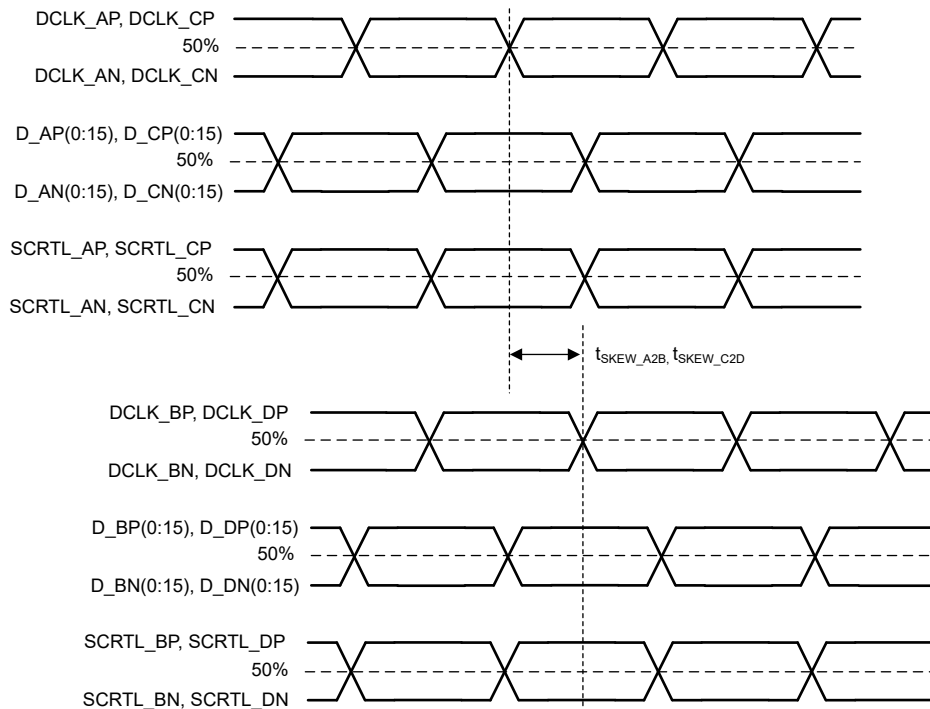 DCLK_AP, DCLK_CP
50%
DCLK_AN, DCLK_CN
D_AP(0:15), D_CP(0:15)
50%
D_AN(0:15), D_CN(0:15)
SCRTL_AP, SCRTL_CP
50%
SCRTL_AN, SCRTL_CN
tSKEW_A2B, tSKEW_C2D
DCLK_BP, DCLK_DP
50%
DCLK_BN, DCLK_DN
D_BP(0:15), D_DP(0:15)
50%
D_BN(0:15), D_DN(0:15)
SCRTL_BP, SCRTL_DP
50%
SCRTL_BN, SCRTL_DN